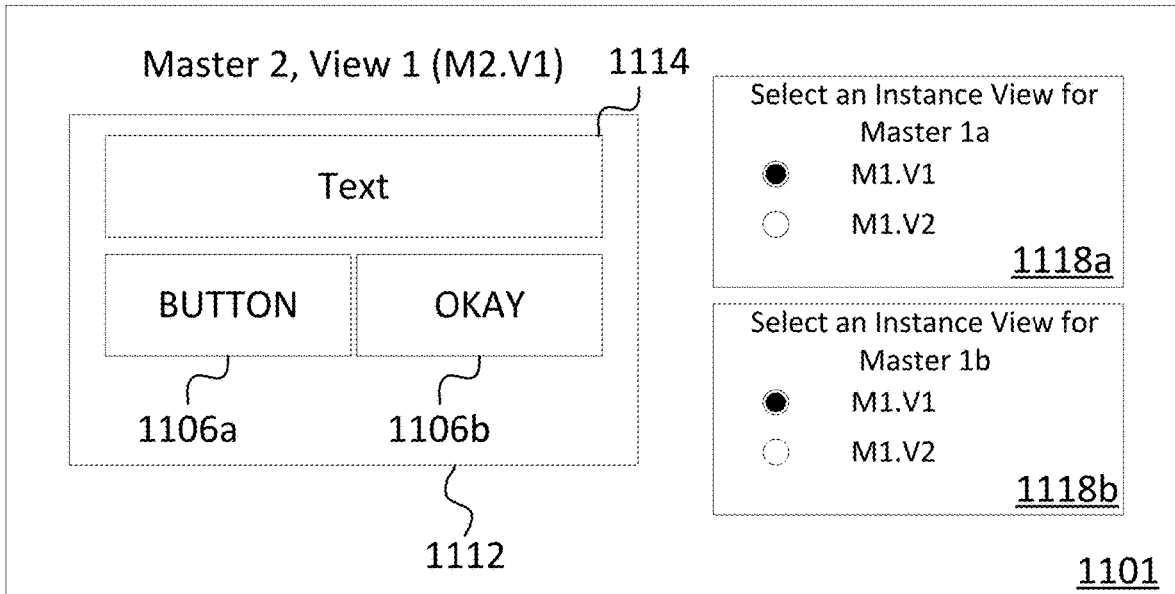 Master 2, View 1 (M2.V1)
1114
Text
BUTTON
OKAY
1106a
1106b
1112
Select an Instance View for
Master 1a
M1.V1
M1.V2
1118a
Select an Instance View for
Master 1b
M1.V1
M1.V2
1118b
1101